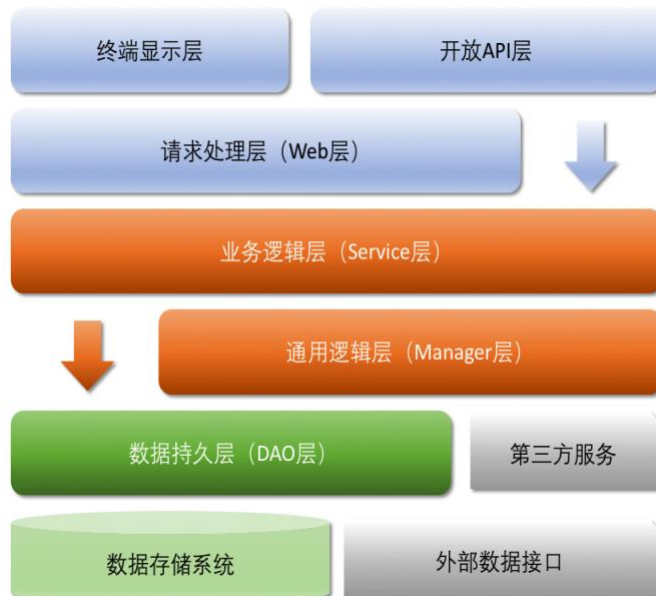 终端显示层
开放API层
请求处理层（Web层）
业务逻辑层（Service层）
通用逻辑层（Manager层）
数据持久层（DAO层）
第三方服务
数据存储系统
外部数据接口